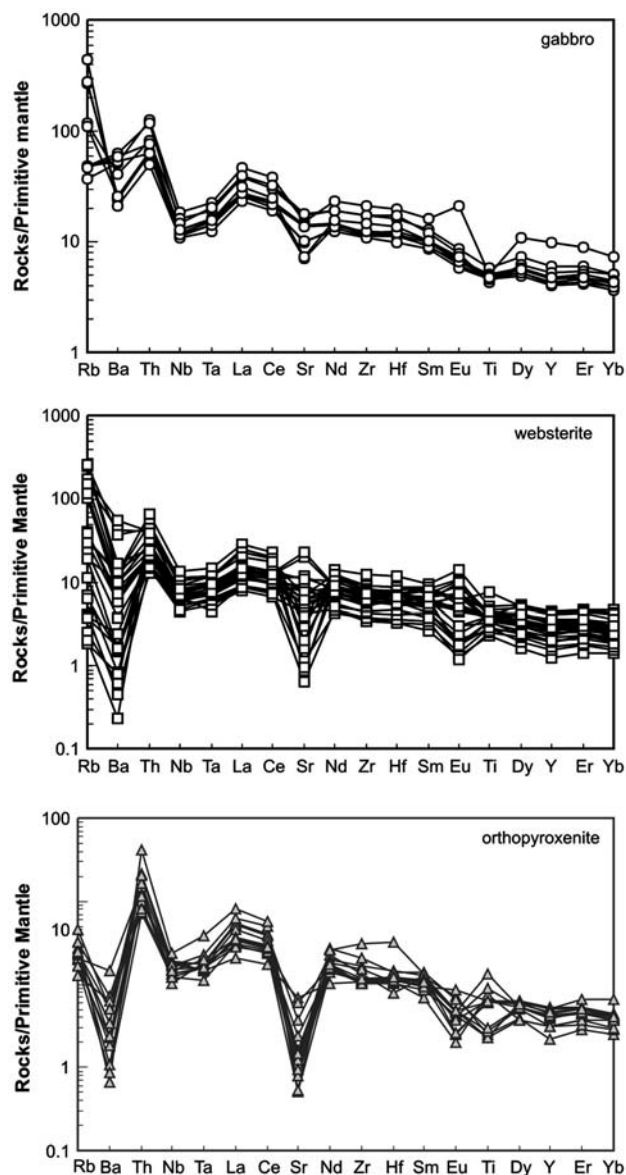 gabbro
Rocks/Primitive mantle
1000
100
10
1
Rb Ba Th Nb Ta La Ce Sr Nd Zr Hf Sm Eu Ti Dy Y Er Yb
websterite
Rocks/Primitive Mantle
1000
100
10
1
0.1
Rb Ba Th Nb Ta La Ce Sr Nd Zr Hf Sm Eu Ti Dy Y Er Yb
orthopyroxenite
Rocks/Primitive Mantle
100
10
1
0.1
Rb Ba Th Nb Ta La Ce Sr Nd Zr Hf Sm Eu Ti Dy Y Er Yb